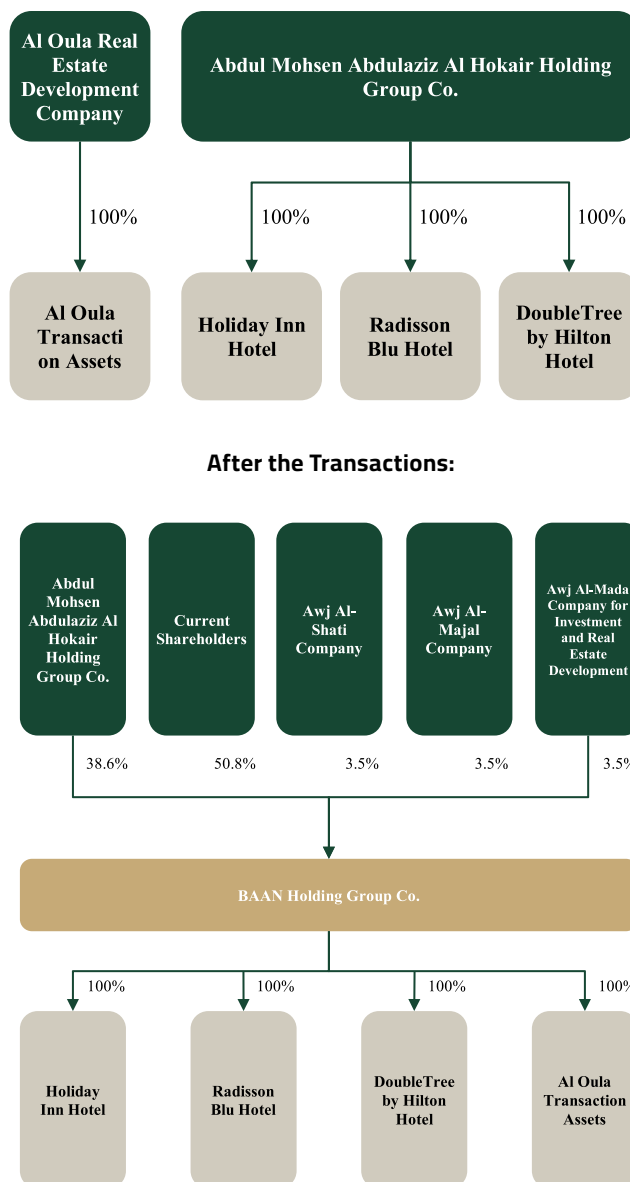 Al Oula Real
Estate
Development
Company
Abdul Mohsen Abdulaziz Al Hokair Holding
Group Co.
100%
100%
100%
100%
Al Oula
Transacti
on Assets
Holiday Inn
Hotel
Radisson
Blu Hotel
DoubleTree
by Hilton
Hotel
After the Transactions:
Abdul
Mohsen
Abdulaziz Al
Hokair
Holding
Group Co.
Current
Shareholders
Awj Al-
Shati
Company
Awj Al-
Majal
Company
Awj Al-Mada
Company for
Investment
and Real
Estate
Development
38.6%
50.8%
3.5%
3.5%
3.5%
BAAN Holding Group Co.
100%
100%
100%
100%
Holiday
Inn Hotel
Radisson
Blu Hotel
DoubleTree
by Hilton
Hotel
Al Oula
Transaction
Assets